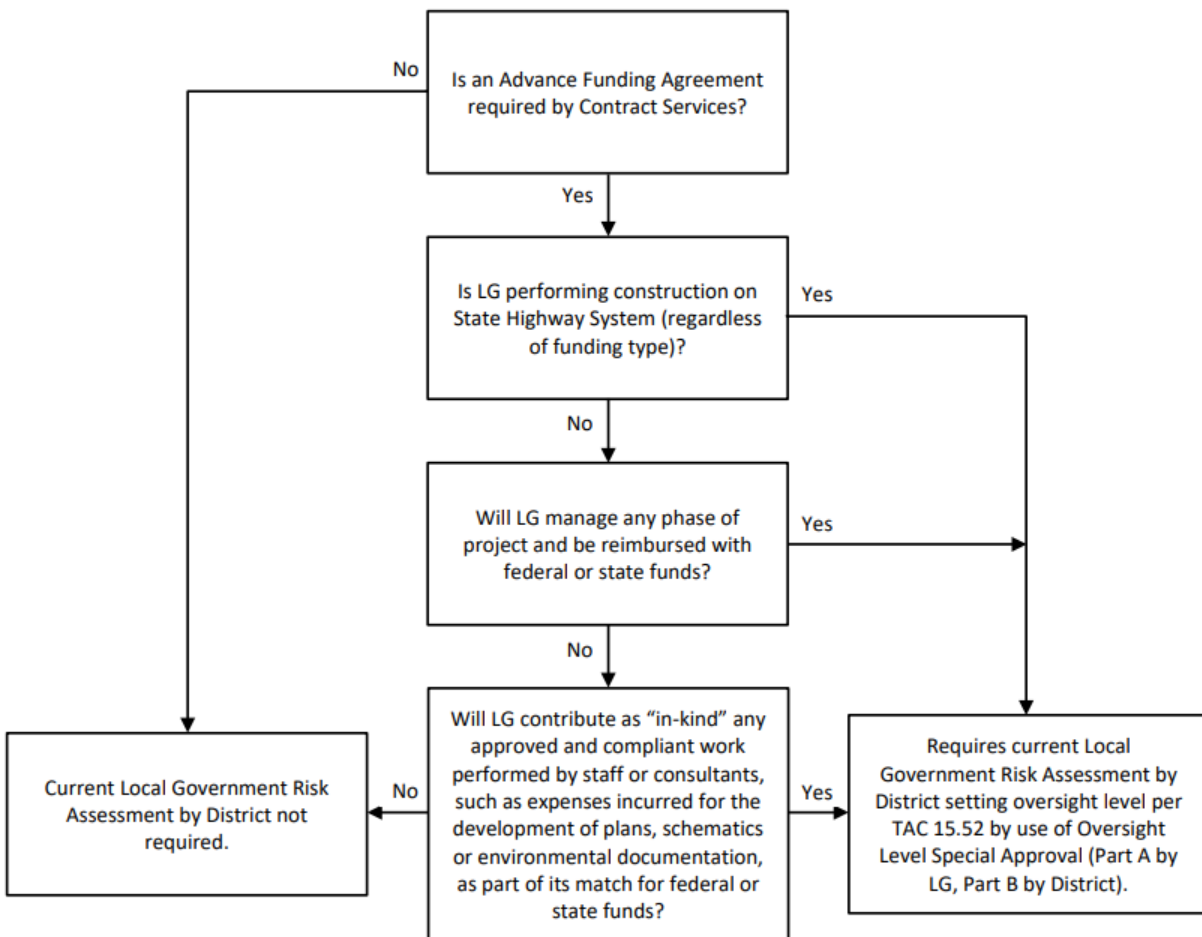 No
Is an Advance Funding Agreement
required by Contract Services?
Yes
Is LG performing construction on
State Highway System (regardless
of funding type)?
Yes
No
Will LG manage any phase of
project and be reimbursed with
federal or state funds?
Yes
No
Current Local Government Risk
Assessment by District not
required.
No
Will LG contribute as “in-kind” any
approved and compliant work
performed by staff or consultants,
such as expenses incurred for the
development of plans, schematics
or environmental documentation,
as part of its match for federal or
state funds?
Yes
Requires current Local
Government Risk Assessment by
District setting oversight level per
TAC 15.52 by use of Oversight
Level Special Approval (Part A by
LG, Part B by District).